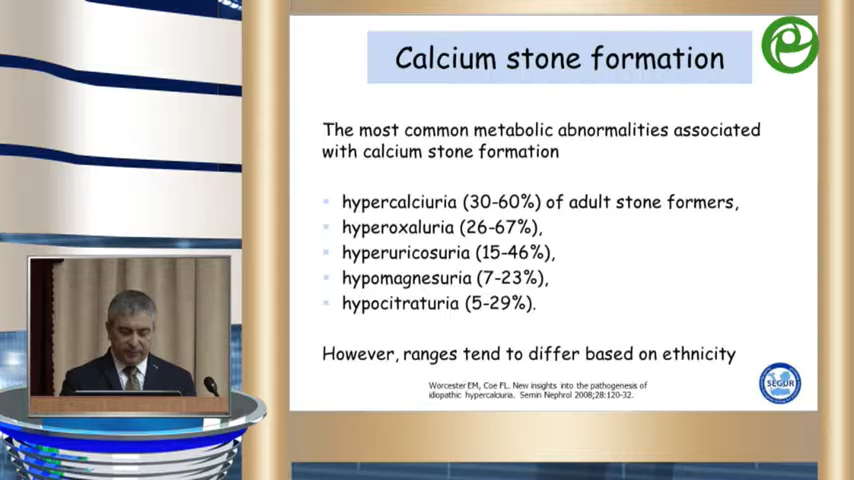 Calcium stone formation
The most common metabolic abnormalities associated
with calcium stone formation
hypercalciuria (30-60%) of adult stone formers,
hyperoxaluria (26-67%),
hyperuricosuria (15-46%),
hypomagnesuria (7-23%),
hypocitraturia (5-29%).
However, ranges tend to differ based on ethnicity
Worcester EM, Coe FL. New insights into the pathogenesis of
idiopathic hypercalciuria. Semin Nephrol 2008;28:120-32.
SEGUR